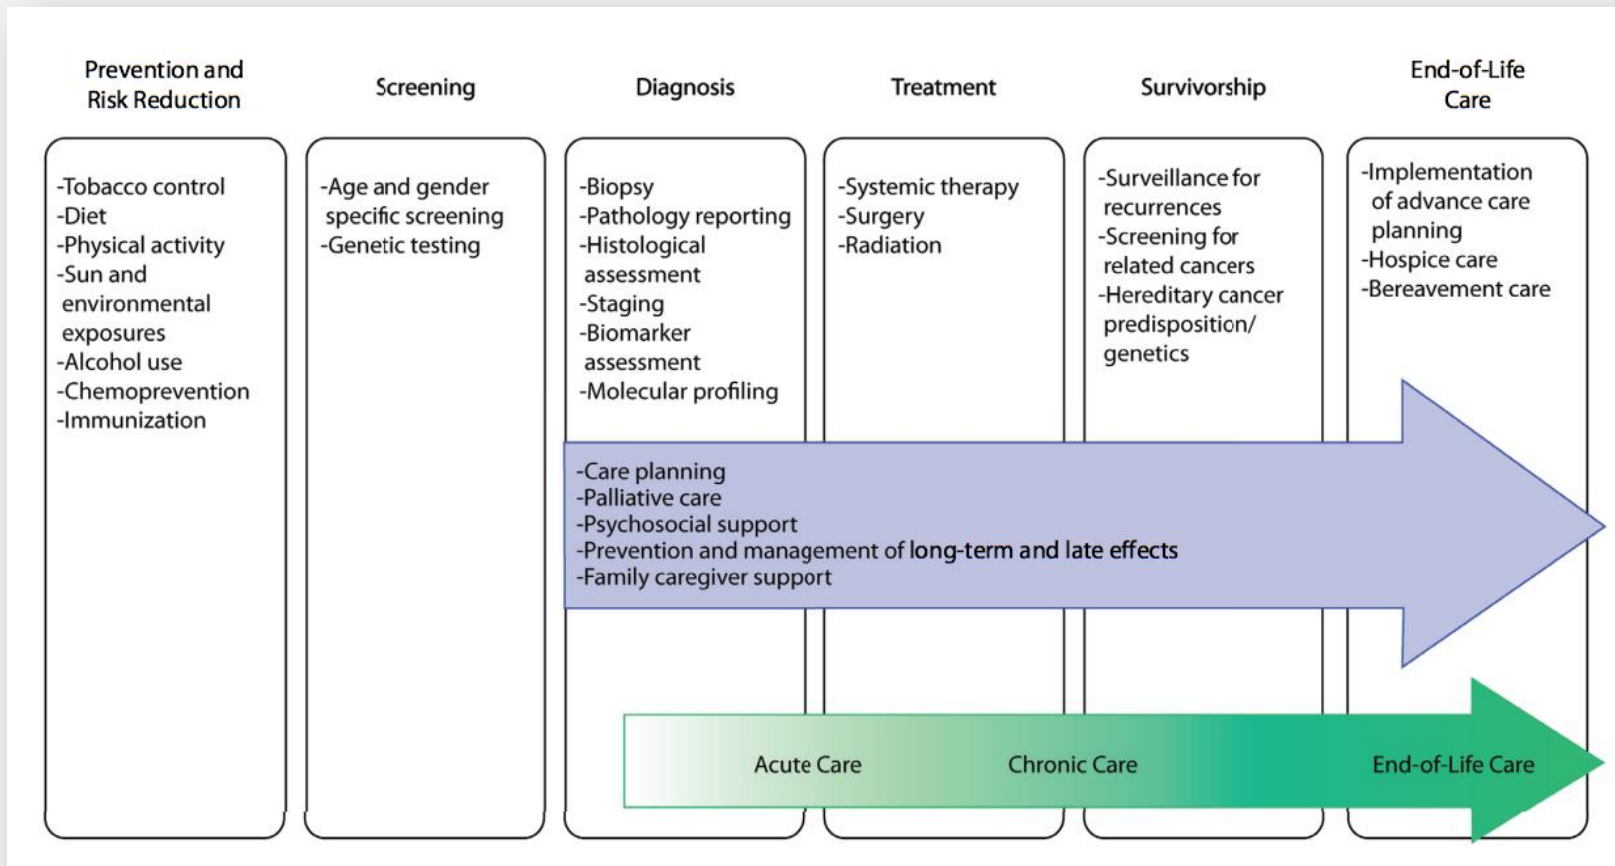 Prevention and
Risk Reduction
Screening
Diagnosis
Treatment
Survivorship
End-of-Life
Care
-Tobacco control
-Diet
-Physical activity
-Sun and
environmental
exposures
-Alcohol use
-Chemoprevention
-Immunization
-Age and gender
specific screening
-Genetic testing
-Biopsy
-Pathology reporting
-Histological
assessment
-Staging
-Biomarker
assessment
-Molecular profiling
-Systemic therapy
-Surgery
-Radiation
-Surveillance for
recurrences
-Screening for
related cancers
-Hereditary cancer
predisposition/
genetics
-Implementation
of advance care
planning
-Hospice care
-Bereavement care
-Care planning
-Palliative care
-Psychosocial support
-Prevention and management of long-term and late effects
-Family caregiver support
Acute Care
Chronic Care
End-of-Life Care